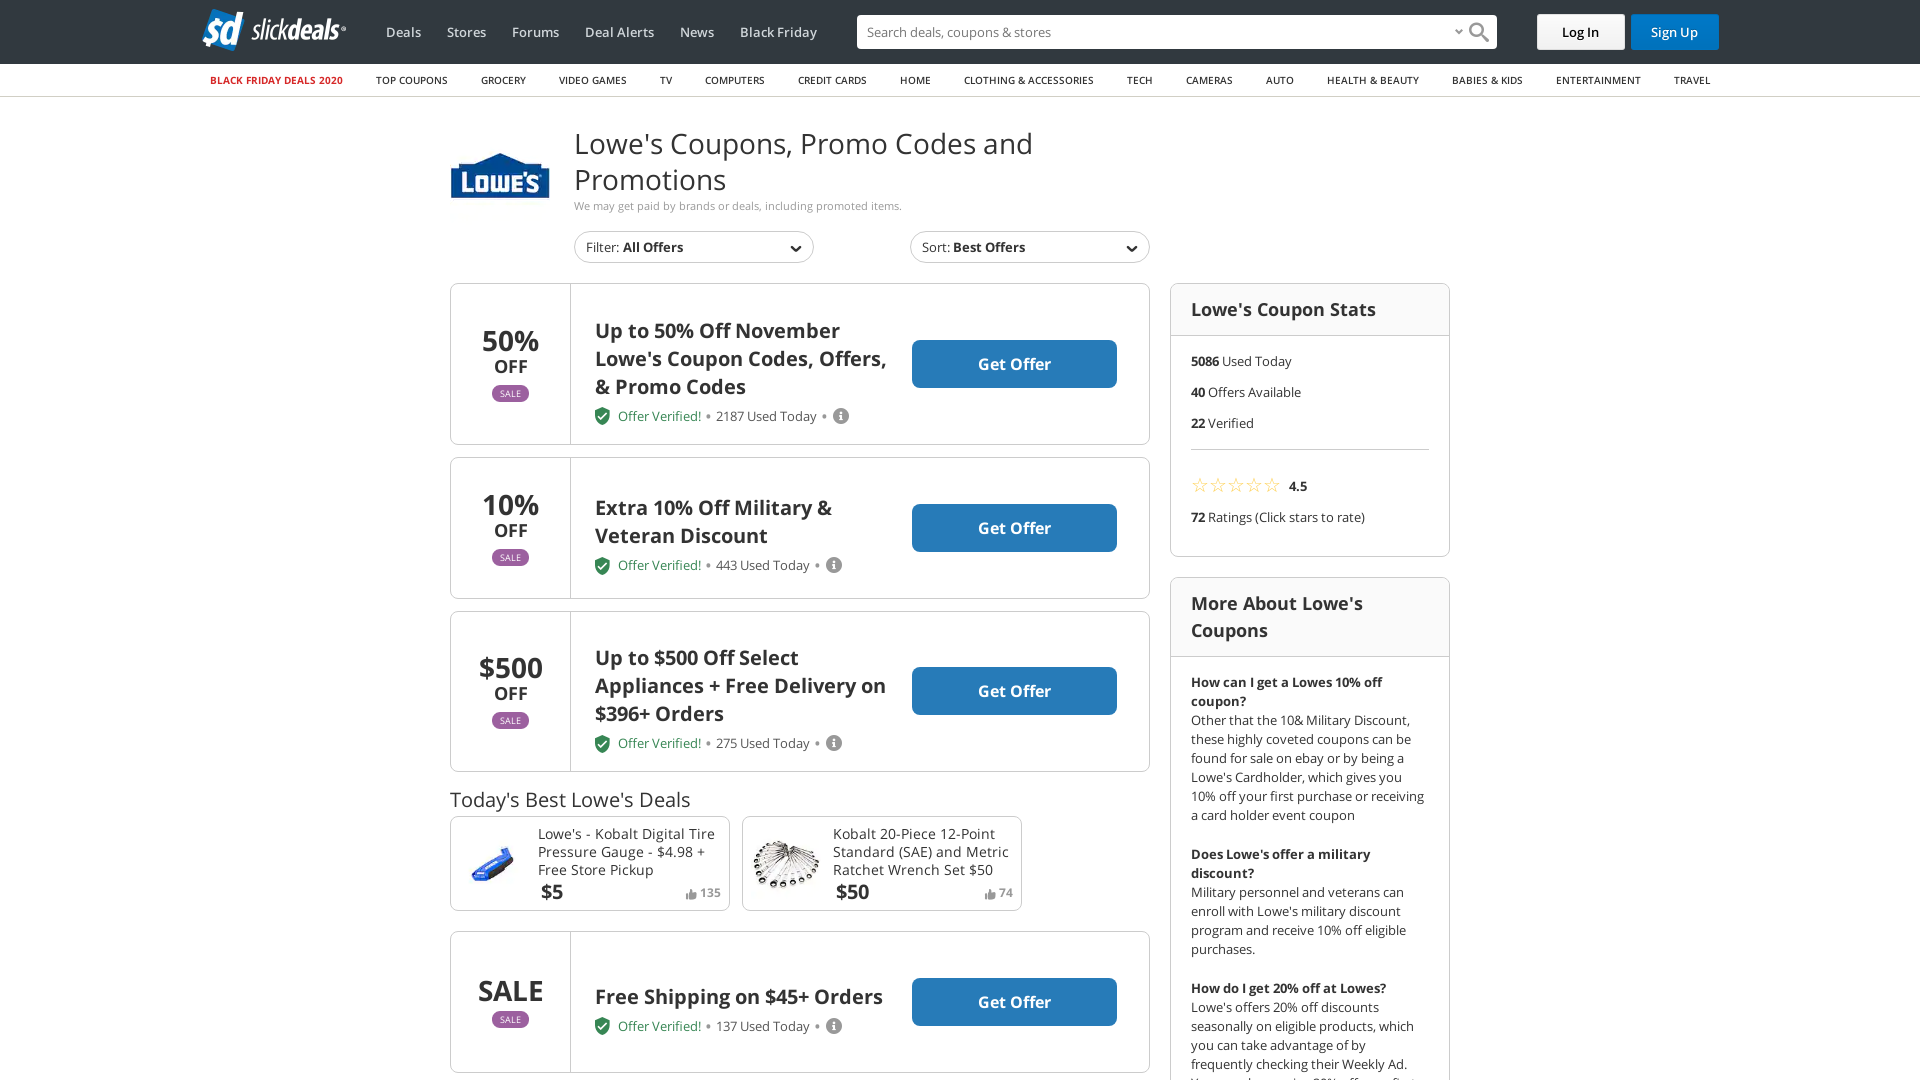 sd slickdeals®
Deals
Stores
Forums
Deal Alerts
News
Black Friday
Search deals, coupons & stores
Log In
Sign Up
BLACK FRIDAY DEALS 2020
TOP COUPONS
GROCERY
VIDEO GAMES
TV
COMPUTERS
CREDIT CARDS
HOME
CLOTHING & ACCESSORIES
TECH
CAMERAS
AUTO
HEALTH & BEAUTY
BABIES & KIDS
ENTERTAINMENT
TRAVEL
LOWE'S
Lowe's Coupons, Promo Codes and
Promotions
We may get paid by brands or deals, including promoted items.
Filter: All Offers
Sort: Best Offers
50%
OFF
SALE
Up to 50% Off November
Lowe's Coupon Codes, Offers,
& Promo Codes
Offer Verified! • 2187 Used Today •
Get Offer
10%
OFF
SALE
Extra 10% Off Military &
Veteran Discount
Offer Verified! • 443 Used Today •
Get Offer
$500
OFF
SALE
Up to $500 Off Select
Appliances + Free Delivery on
$396+ Orders
Offer Verified! • 275 Used Today •
Get Offer
Today's Best Lowe's Deals
Lowe's - Kobalt Digital Tire
Pressure Gauge - $4.98 +
Free Store Pickup
$5
135
Kobalt 20-Piece 12-Point
Standard (SAE) and Metric
Ratchet Wrench Set $50
$50
74
SALE
SALE
Free Shipping on $45+ Orders
Offer Verified! • 137 Used Today •
Get Offer
Lowe's Coupon Stats
5086 Used Today
40 Offers Available
22 Verified
☆☆☆☆☆ 4.5
72 Ratings (Click stars to rate)
More About Lowe's
Coupons
How can I get a Lowes 10% off
coupon?
Other that the 10& Military Discount,
these highly coveted coupons can be
found for sale on ebay or by being a
Lowe's Cardholder, which gives you
10% off your first purchase or receiving
a card holder event coupon
Does Lowe's offer a military
discount?
Military personnel and veterans can
enroll with Lowe's military discount
program and receive 10% off eligible
purchases.
How do I get 20% off at Lowes?
Lowe's offers 20% off discounts
seasonally on eligible products, which
you can take advantage of by
frequently checking their Weekly Ad.